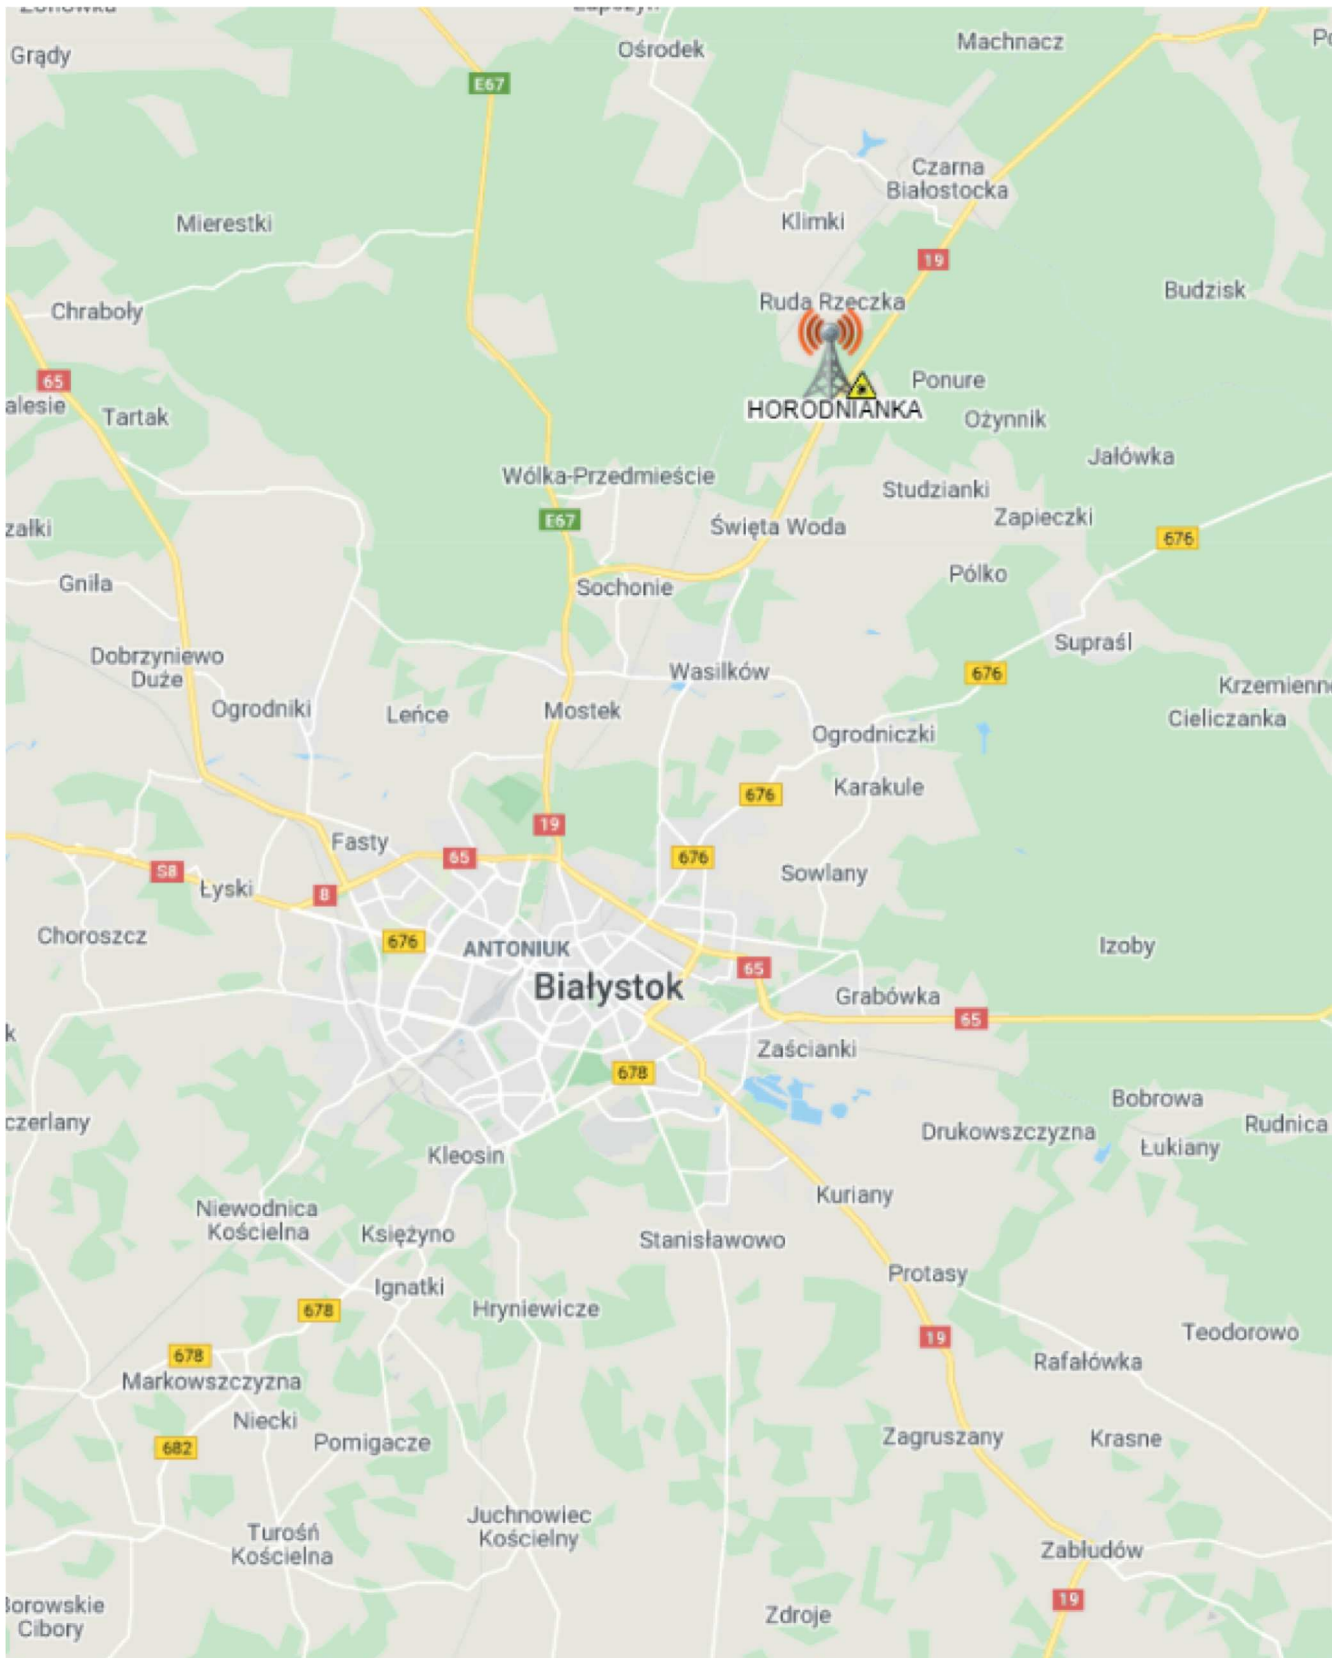 Grądy
Ośrodek
Machnacz
E67
Czarna
Białostocka
Mierestki
Klimki
19
Budzisk
Chraboły
Ruda Rzeczka
65
Ponure
alesie
Tartak
HORODNIANKA
Ożynnik
Jałówka
Wólka-Przedmieście
Studzianki
Zapieczki
E67
Święta Woda
załki
676
Gniła
Sochonie
Pólko
Dobrzyniewo
Duże
Supraśl
Wasilków
676
Krzemienne
Ogrodniki
Leńce
Mostek
Cieliczanka
Ogrodniczki
676
Karakule
19
Fasty
65
676
S8
Łyski
8
Sowlany
Choroszcz
676
ANTONIUK
Izoby
Białystok
65
Grabówka
65
k
Zaścianki
678
czerlany
Bobrowa
Rudnica
Drukowszczyzna
Łukiany
Kleosin
Kuriany
Niewodnica
Kościelna
Księżyno
Stanisławowo
Ignatki
Protasy
678
Hryniewicze
19
Teodorowo
678
Rafałówka
Markowszczyzna
Niecki
Pomigacze
Zagruszany
Krasne
682
Juchnowiec
Kościelny
Turośń
Kościelna
Zabłudów
Borowskie
Cibory
19
Zdroje